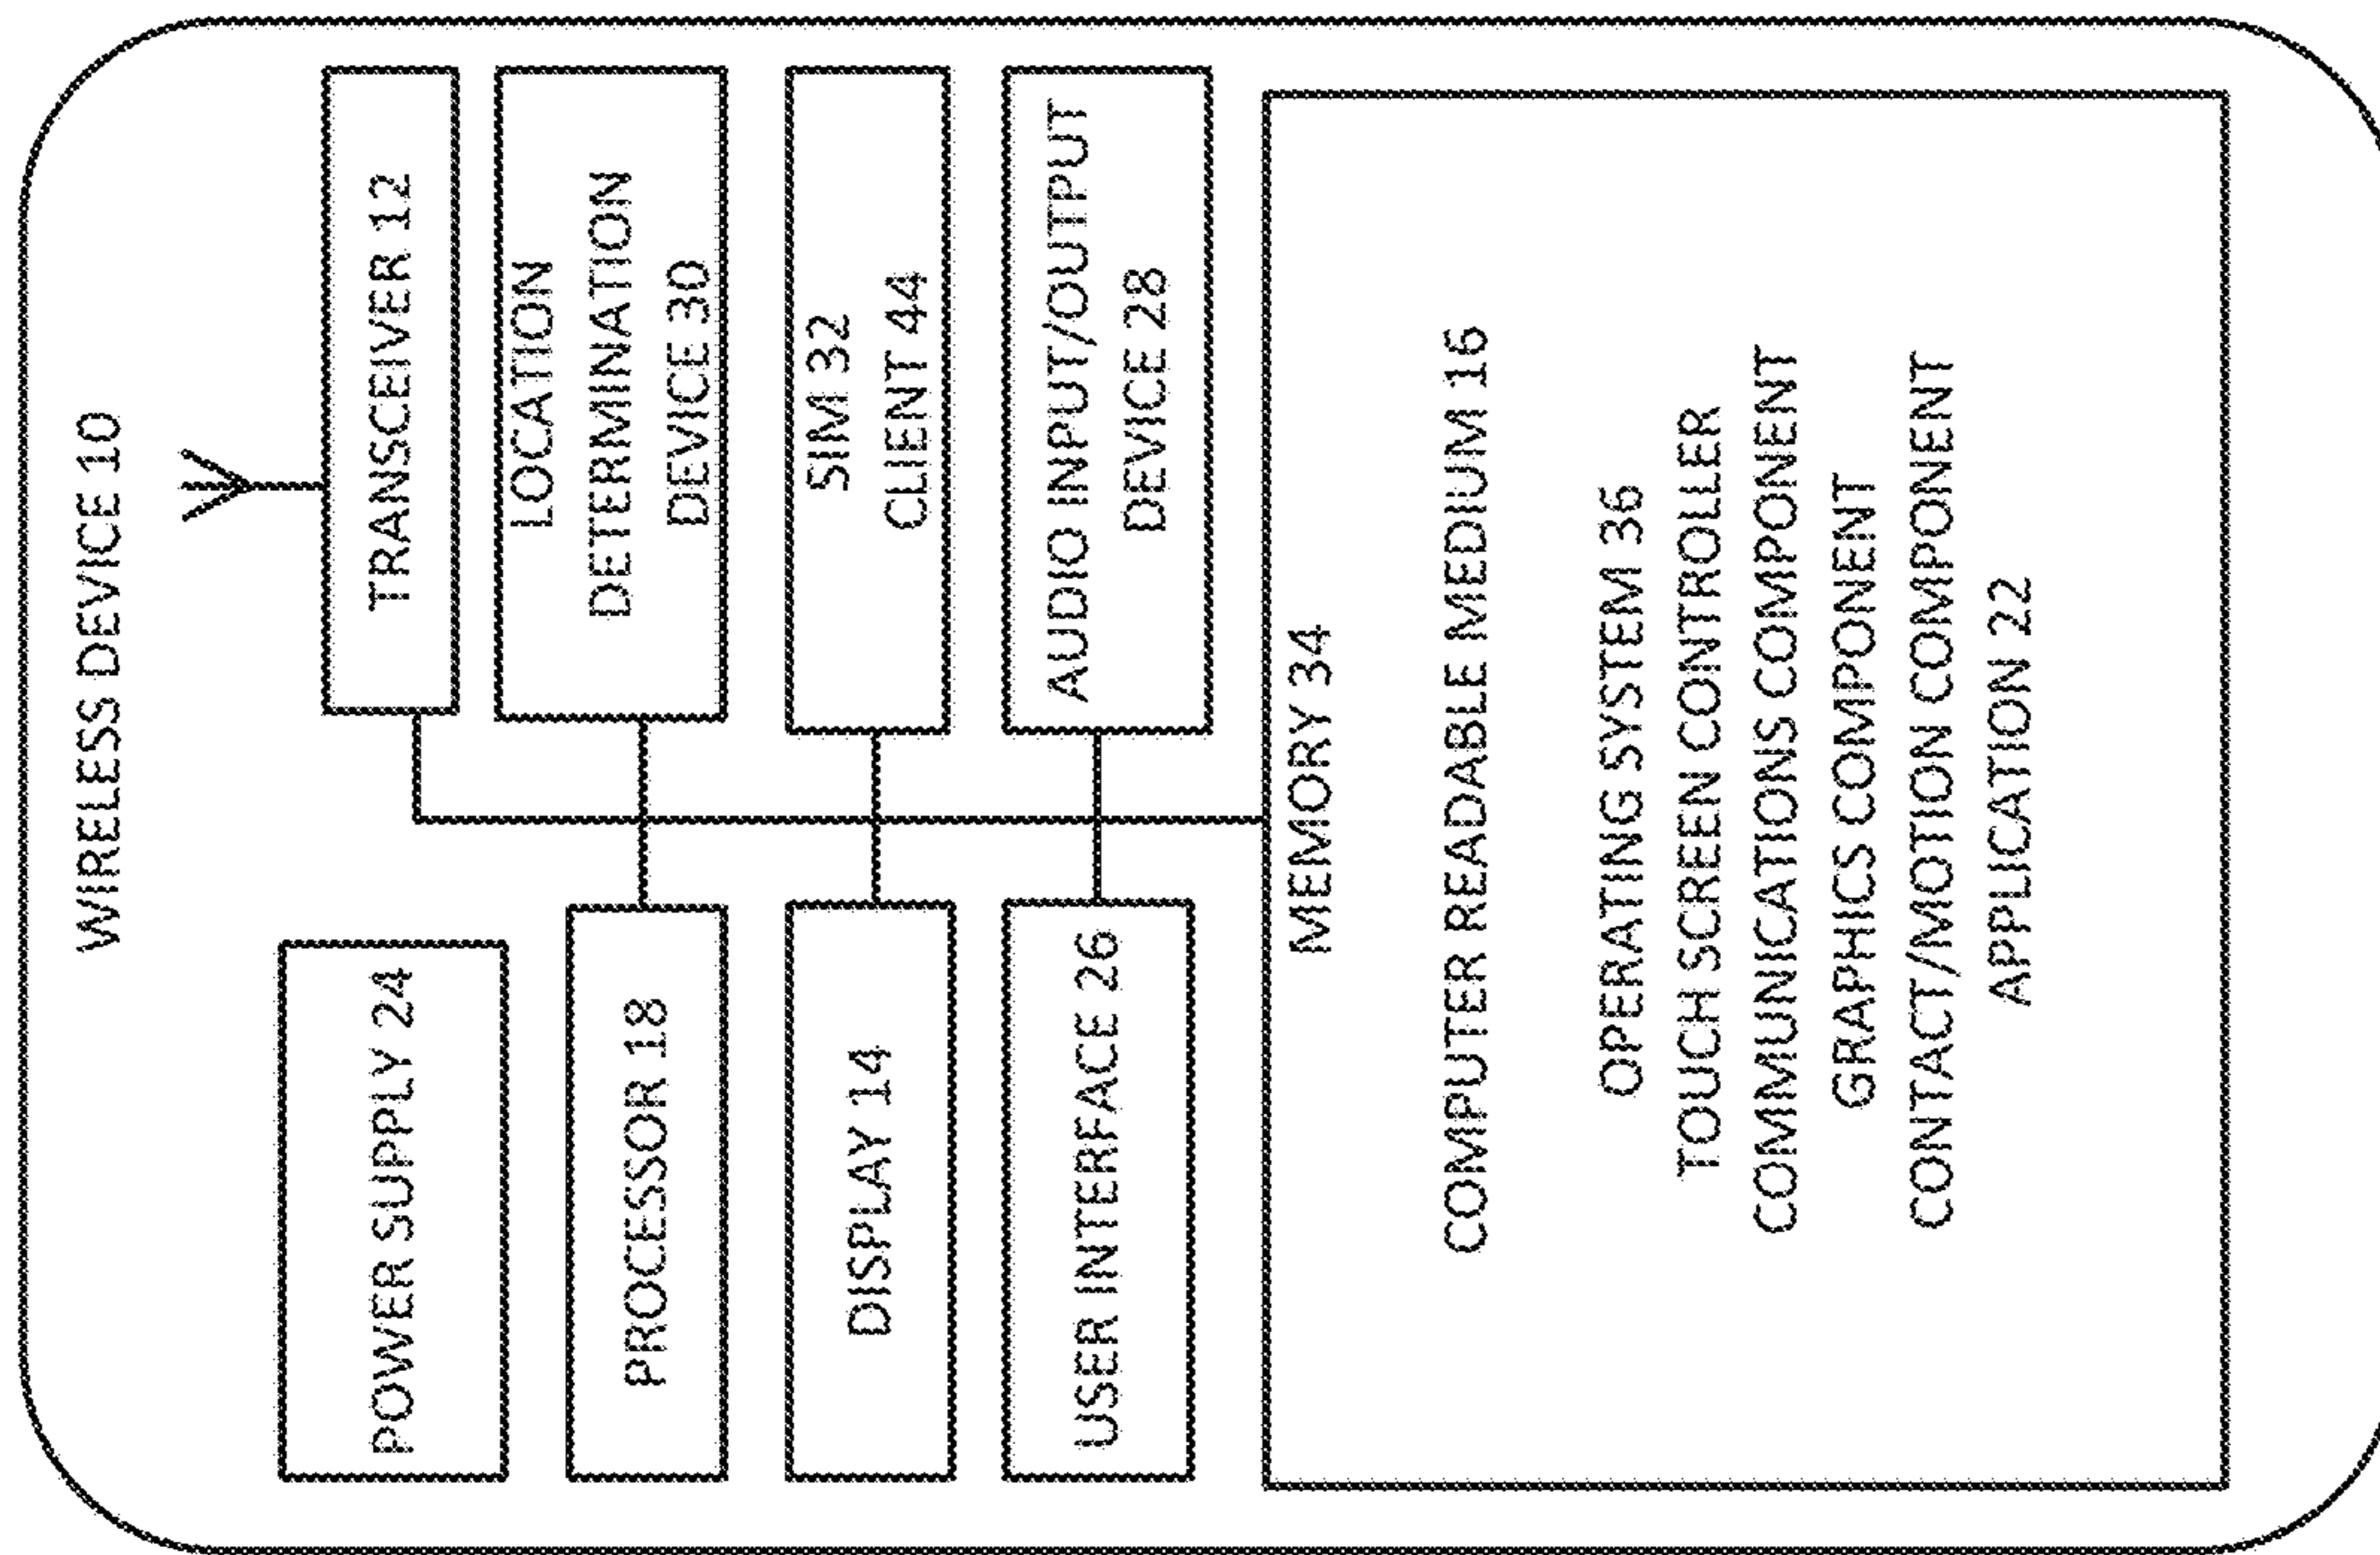 WIRELESS DEVICE 10
POWER SUPPLY 24
TRANSCEIVER 12
PROCESSOR 18
LOCATION
DETERMINATION
DEVICE 30
DISPLAY 14
SIM 32
CLIENT 44
USER INTERFACE 26
AUDIO INPUT/OUTPUT
DEVICE 28
MEMORY 34
COMPUTER READABLE MEDIUM 16
OPERATING SYSTEM 36
TOUCH SCREEN CONTROLLER
COMMUNICATIONS COMPONENT
GRAPHICS COMPONENT
CONTACT/MOTION COMPONENT
APPLICATION 22